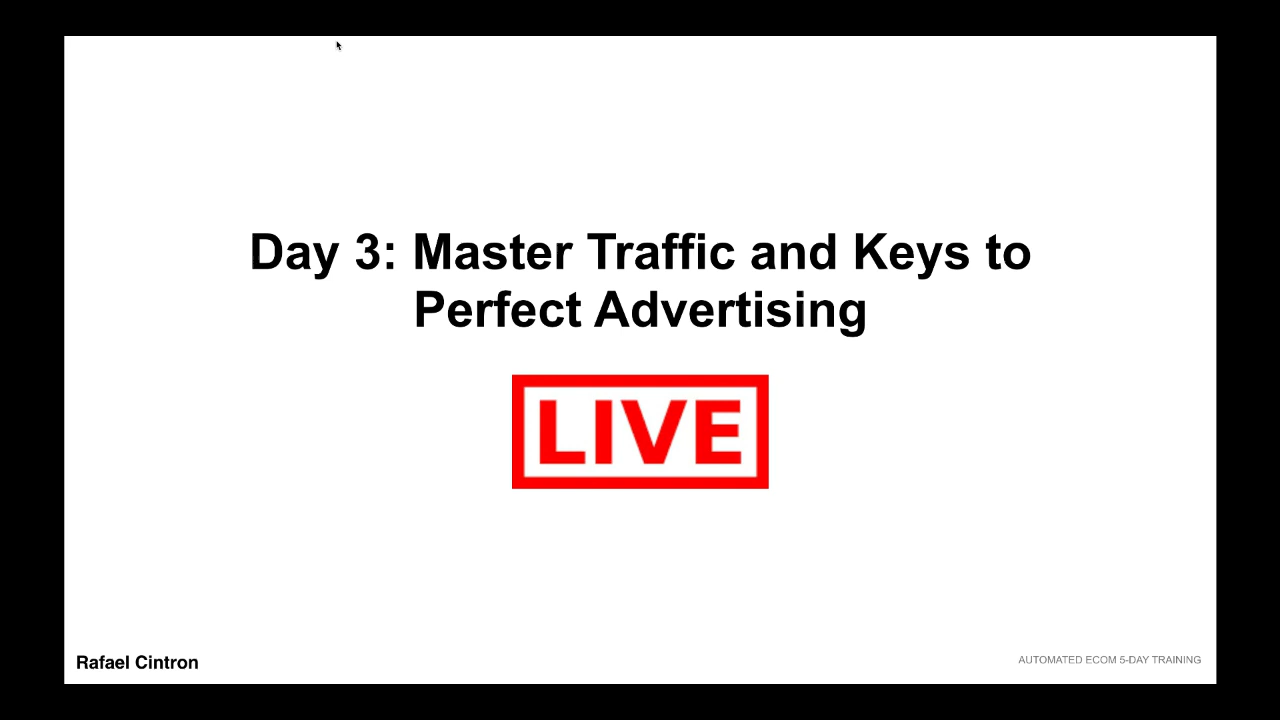 Day 3: Master Traffic and Keys to
Perfect Advertising
LIVE
Rafael Cintron
AUTOMATED ECOM 5-DAY TRAINING